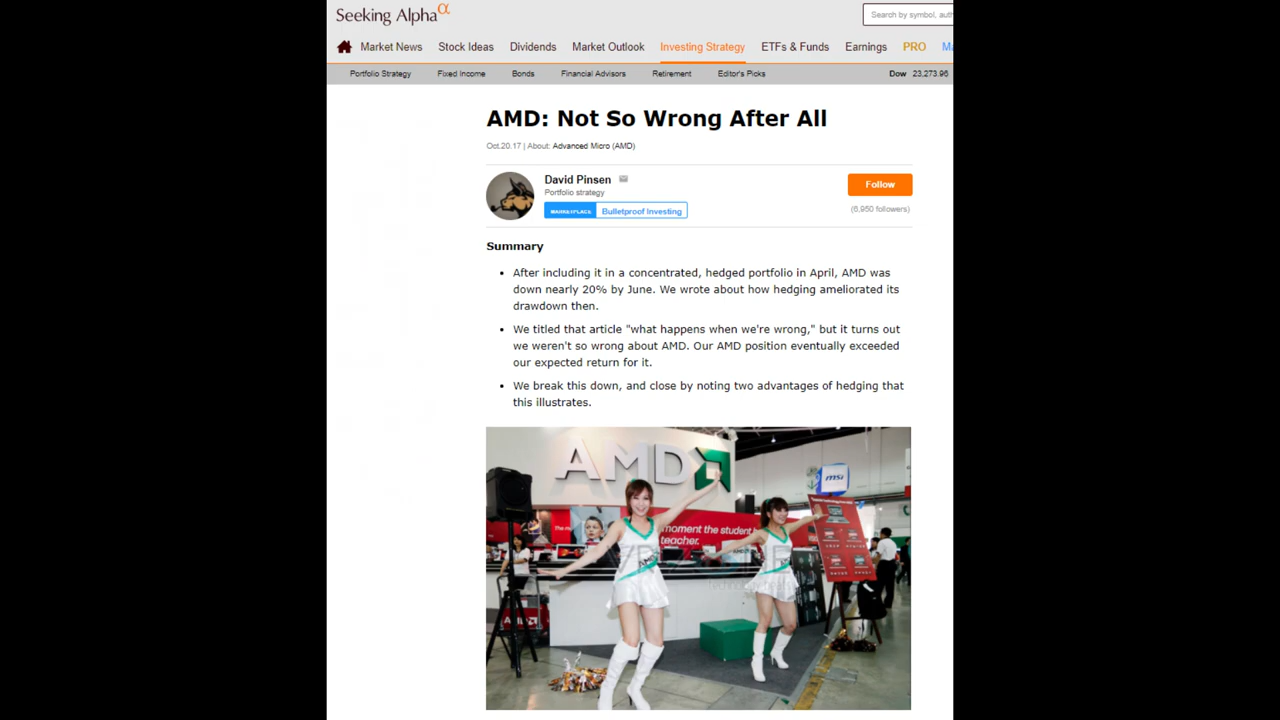 Seeking Alpha α
Search by symbol, auth
Market News Stock Ideas Dividends Market Outlook Investing Strategy ETFs & Funds Earnings PRO
Portfolio Strategy Fixed Income Bonds Financial Advisors Retirement Editor's Picks Dow 23,273.96
AMD: Not So Wrong After All
Oct.20.17 | About: Advanced Micro (AMD)
David Pinsen
Portfolio strategy
MARKETPLACE Bulletproof Investing
Follow
(6,950 followers)
Summary
• After including it in a concentrated, hedged portfolio in April, AMD was
down nearly 20% by June. We wrote about how hedging ameliorated its
drawdown then.
• We titled that article "what happens when we're wrong," but it turns out
we weren't so wrong about AMD. Our AMD position eventually exceeded
our expected return for it.
• We break this down, and close by noting two advantages of hedging that
this illustrates.
AMD
msi
moment the student
teacher.